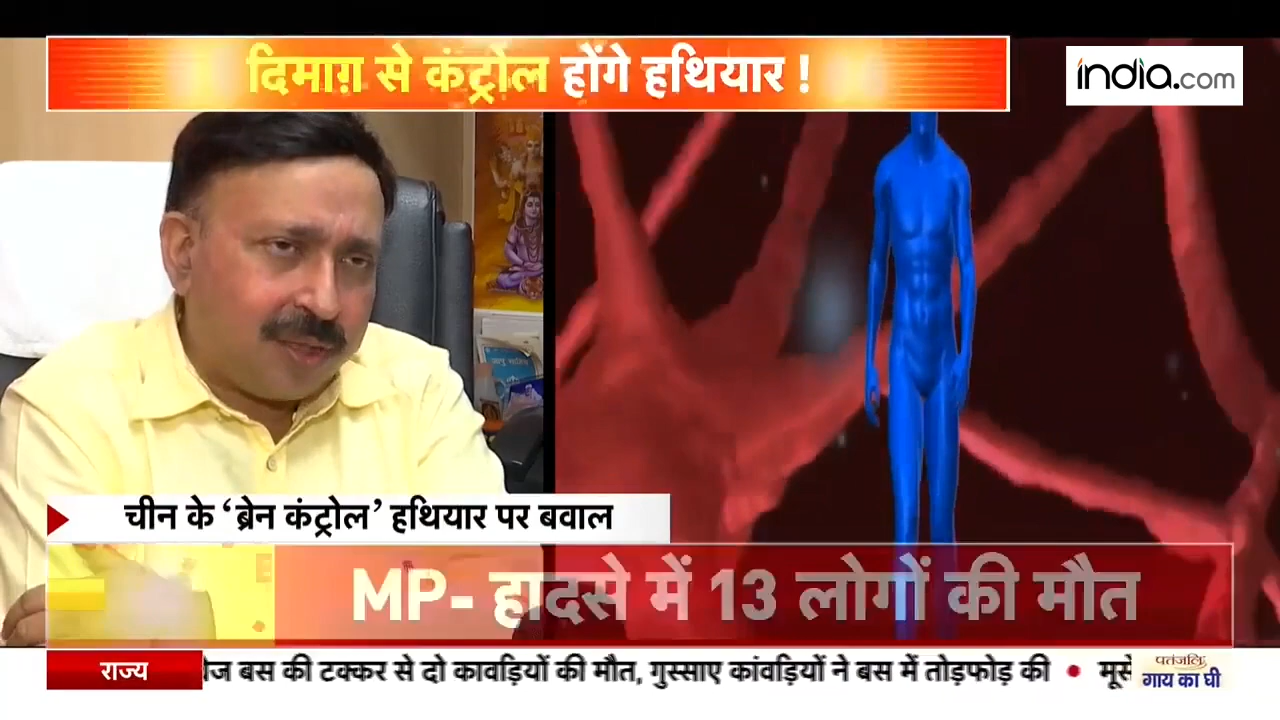 दिमाग़ से कंट्रोल होंगे हथियार !
india.com
चीन के ‘ब्रेन कंट्रोल’ हथियार पर बवाल
MP- हादसे में 13 लोगों की मौत
राज्य
बस की टक्कर से दो कावड़ियों की मौत, गुस्साए कांवड़ियों ने बस में तोड़फोड़ की •
पतंजलि
गाय का घी